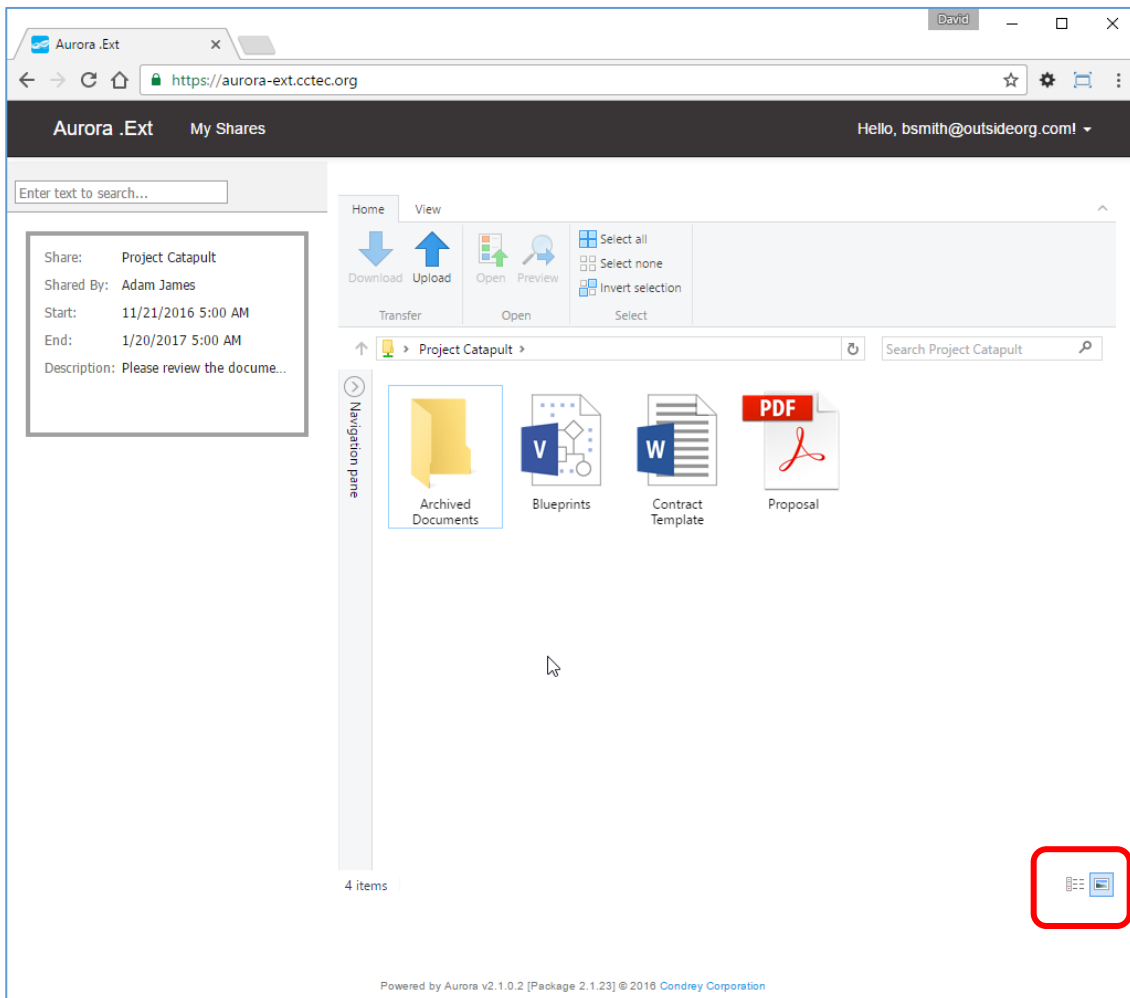 David
Aurora .Ext
https://aurora-ext.cctec.org
Aurora .Ext My Shares Hello, bsmith@outsideorg.com!
Enter text to search...
Share: Project Catapult
Shared By: Adam James
Start: 11/21/2016 5:00 AM
End: 1/20/2017 5:00 AM
Description: Please review the docume...
Home View
Download Upload Open Preview
Select all
Select none
Invert selection
Transfer Open Select
Project Catapult
Search Project Catapult
Navigation pane
Archived
Documents
V
Blueprints
W
Contract
Template
PDF
Proposal
4 items
Powered by Aurora v2.1.0.2 [Package 2.1.23] © 2016 Condrey Corporation